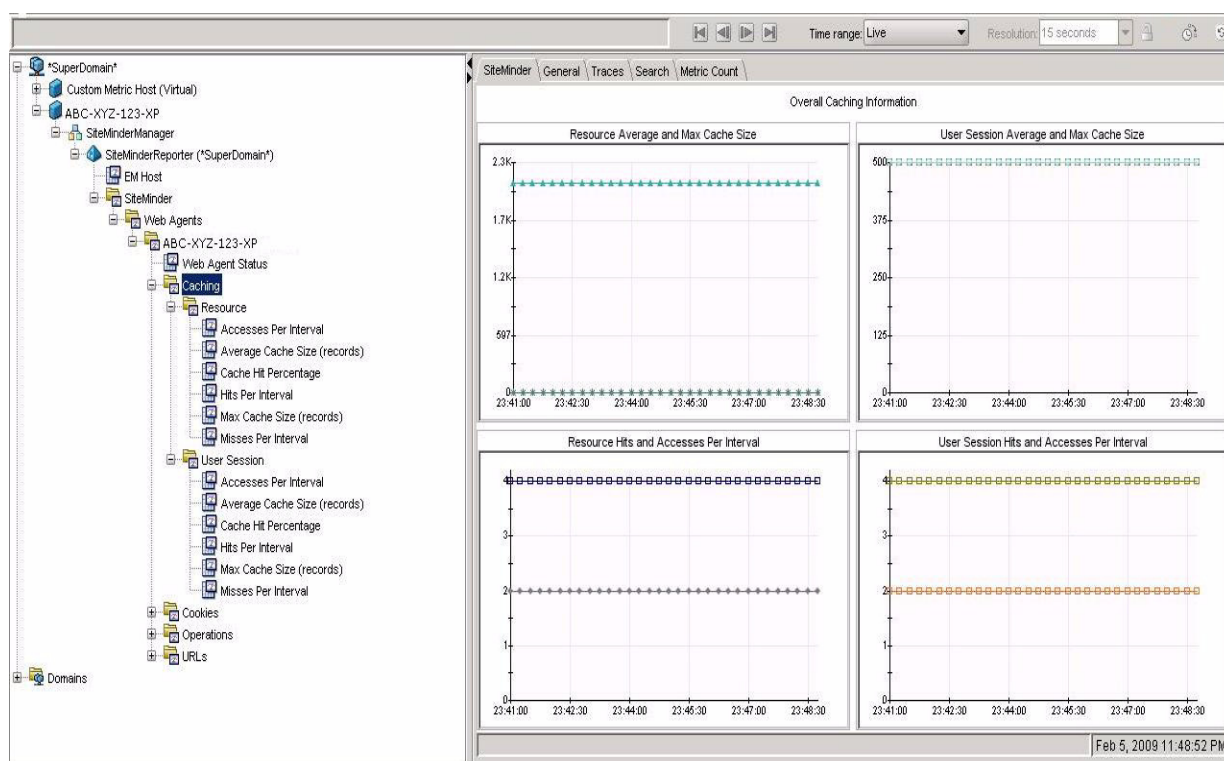 Time range: Live
Resolution: 15 seconds
*SuperDomain*
Custom Metric Host (Virtual)
ABC-XYZ-123-XP
SiteMinderManager
SiteMinderReporter (*SuperDomain*)
EM Host
SiteMinder
Web Agents
ABC-XYZ-123-XP
Web Agent Status
Caching
Resource
Accesses Per Interval
Average Cache Size (records)
Cache Hit Percentage
Hits Per Interval
Max Cache Size (records)
Misses Per Interval
User Session
Accesses Per Interval
Average Cache Size (records)
Cache Hit Percentage
Hits Per Interval
Max Cache Size (records)
Misses Per Interval
Cookies
Operations
URLs
Domains
SiteMinder General Traces Search Metric Count
Overall Caching Information
Resource Average and Max Cache Size
2.3K
1.7K
1.2K
597
0
23:41:00 23:42:30 23:44:00 23:45:30 23:47:00 23:48:30
User Session Average and Max Cache Size
500
375
250
125
0
23:41:00 23:42:30 23:44:00 23:45:30 23:47:00 23:48:30
Resource Hits and Accesses Per Interval
4
3
2
1
0
23:41:00 23:42:30 23:44:00 23:45:30 23:47:00 23:48:30
User Session Hits and Accesses Per Interval
4
3
2
1
0
23:41:00 23:42:30 23:44:00 23:45:30 23:47:00 23:48:30
Feb 5, 2009 11:48:52 PM